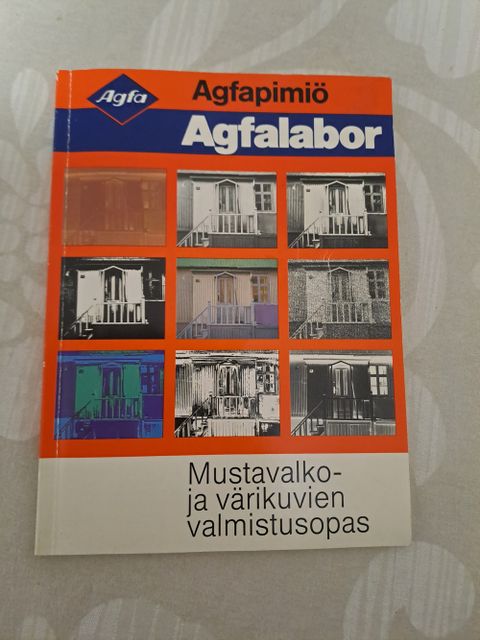 Agfa
Agfapimiö
Agfalabor
Mustavalko-
ja värikuvien
valmistusopas